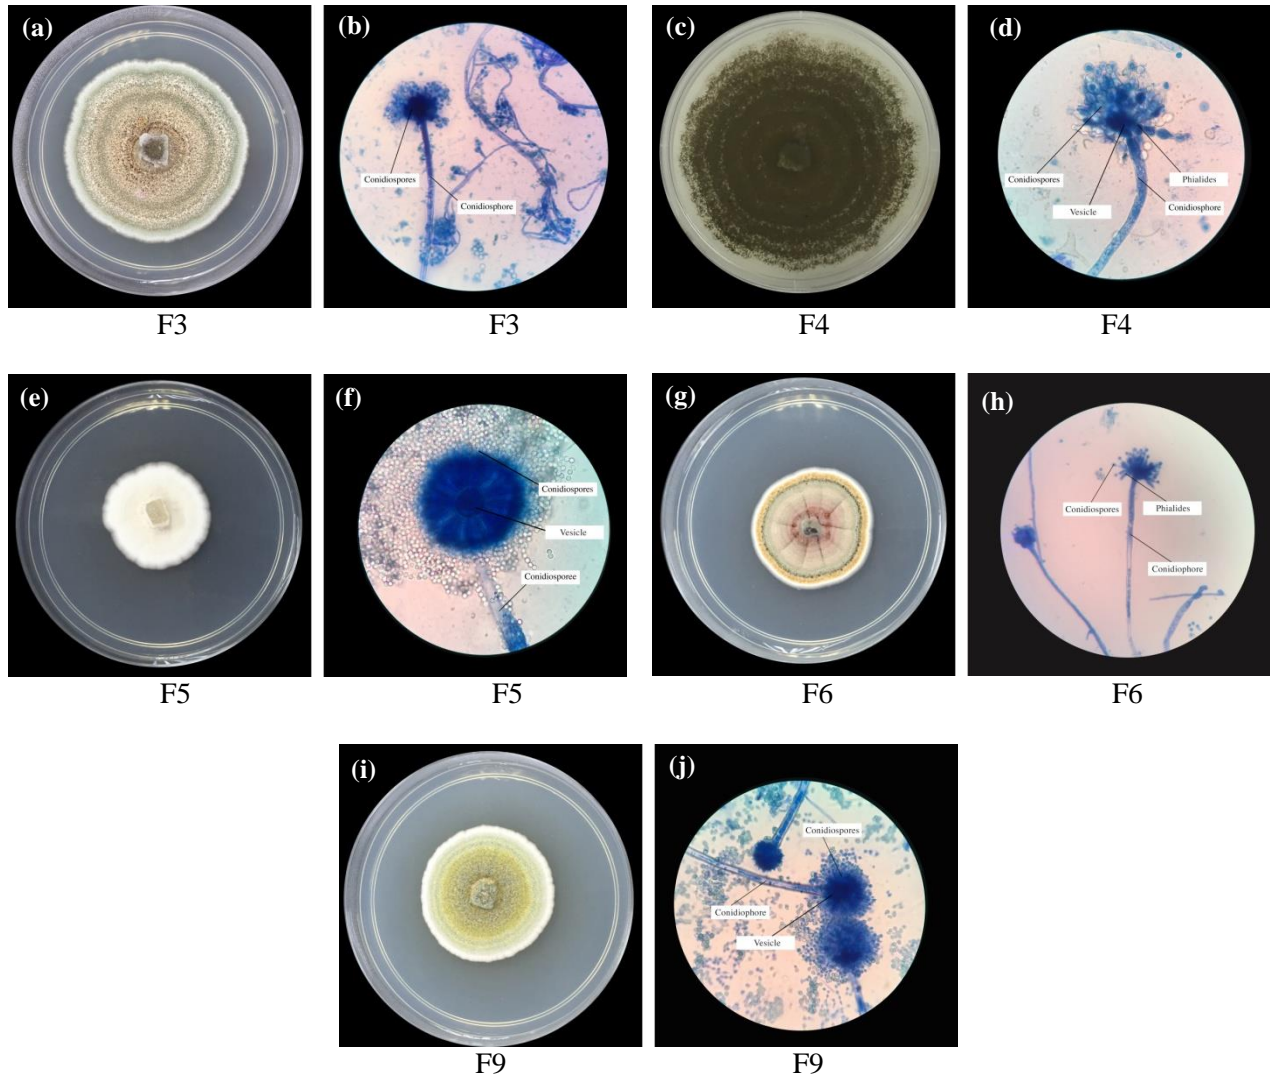 (a)
(b)
Conidiospores
Conidiosphore
(c)
(d)
Conidiospores
Phialides
Vesicle
Conidiosphore
F3
F3
F4
F4
(e)
(f)
Conidiospores
Vesicle
Conidiosporee
(g)
(h)
Conidiospores
Phialides
Conidiophore
F5
F5
F6
F6
(i)
(j)
Conidiospores
Conidiophore
Vesicle
F9
F9